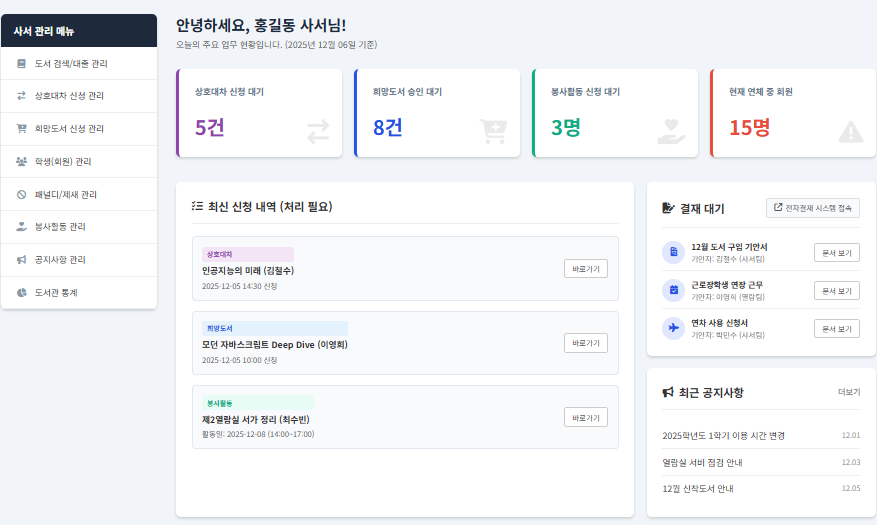 사서 관리 메뉴
도서 검색/대출 관리
상호대차 신청 관리
희망도서 신청 관리
학생(회원) 관리
패널티/제재 관리
봉사활동 관리
공지사항 관리
도서관 통계
안녕하세요, 홍길동 사서님!
오늘의 주요 업무 현황입니다. (2025년 12월 06일 기준)
상호대차 신청 대기
5건
희망도서 승인 대기
8건
봉사활동 신청 대기
3명
현재 연체 중 회원
15명
최신 신청 내역 (처리 필요)
상호대차
인공지능의 미래 (김철수)
2025-12-05 14:30 신청
바로가기
희망도서
모던 자바스크립트 Deep Dive (이영희)
2025-12-05 10:00 신청
바로가기
봉사활동
제2열람실 서가 정리 (최수빈)
활동일: 2025-12-08 (14:00~17:00)
바로가기
결재 대기
전자결재 시스템 접속
12월 도서 구입 기안서
기안자: 김철수 (사서팀)
문서 보기
근로장학생 연장 근무
기안자: 이영희 (열람팀)
문서 보기
연차 사용 신청서
기안자: 박민수 (사서팀)
문서 보기
최근 공지사항
더보기
2025학년도 1학기 이용 시간 변경
12.01
열람실 서버 점검 안내
12.03
12월 신착도서 안내
12.05